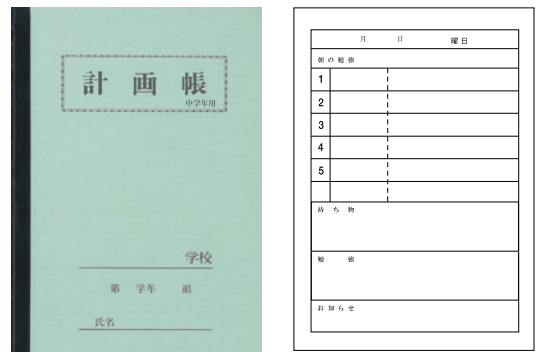 計画帳
中学年用
学校
第 学年 組
氏名
月 日 曜日
朝の勉強
1
2
3
4
5
待ち物
勉強
お知らせ